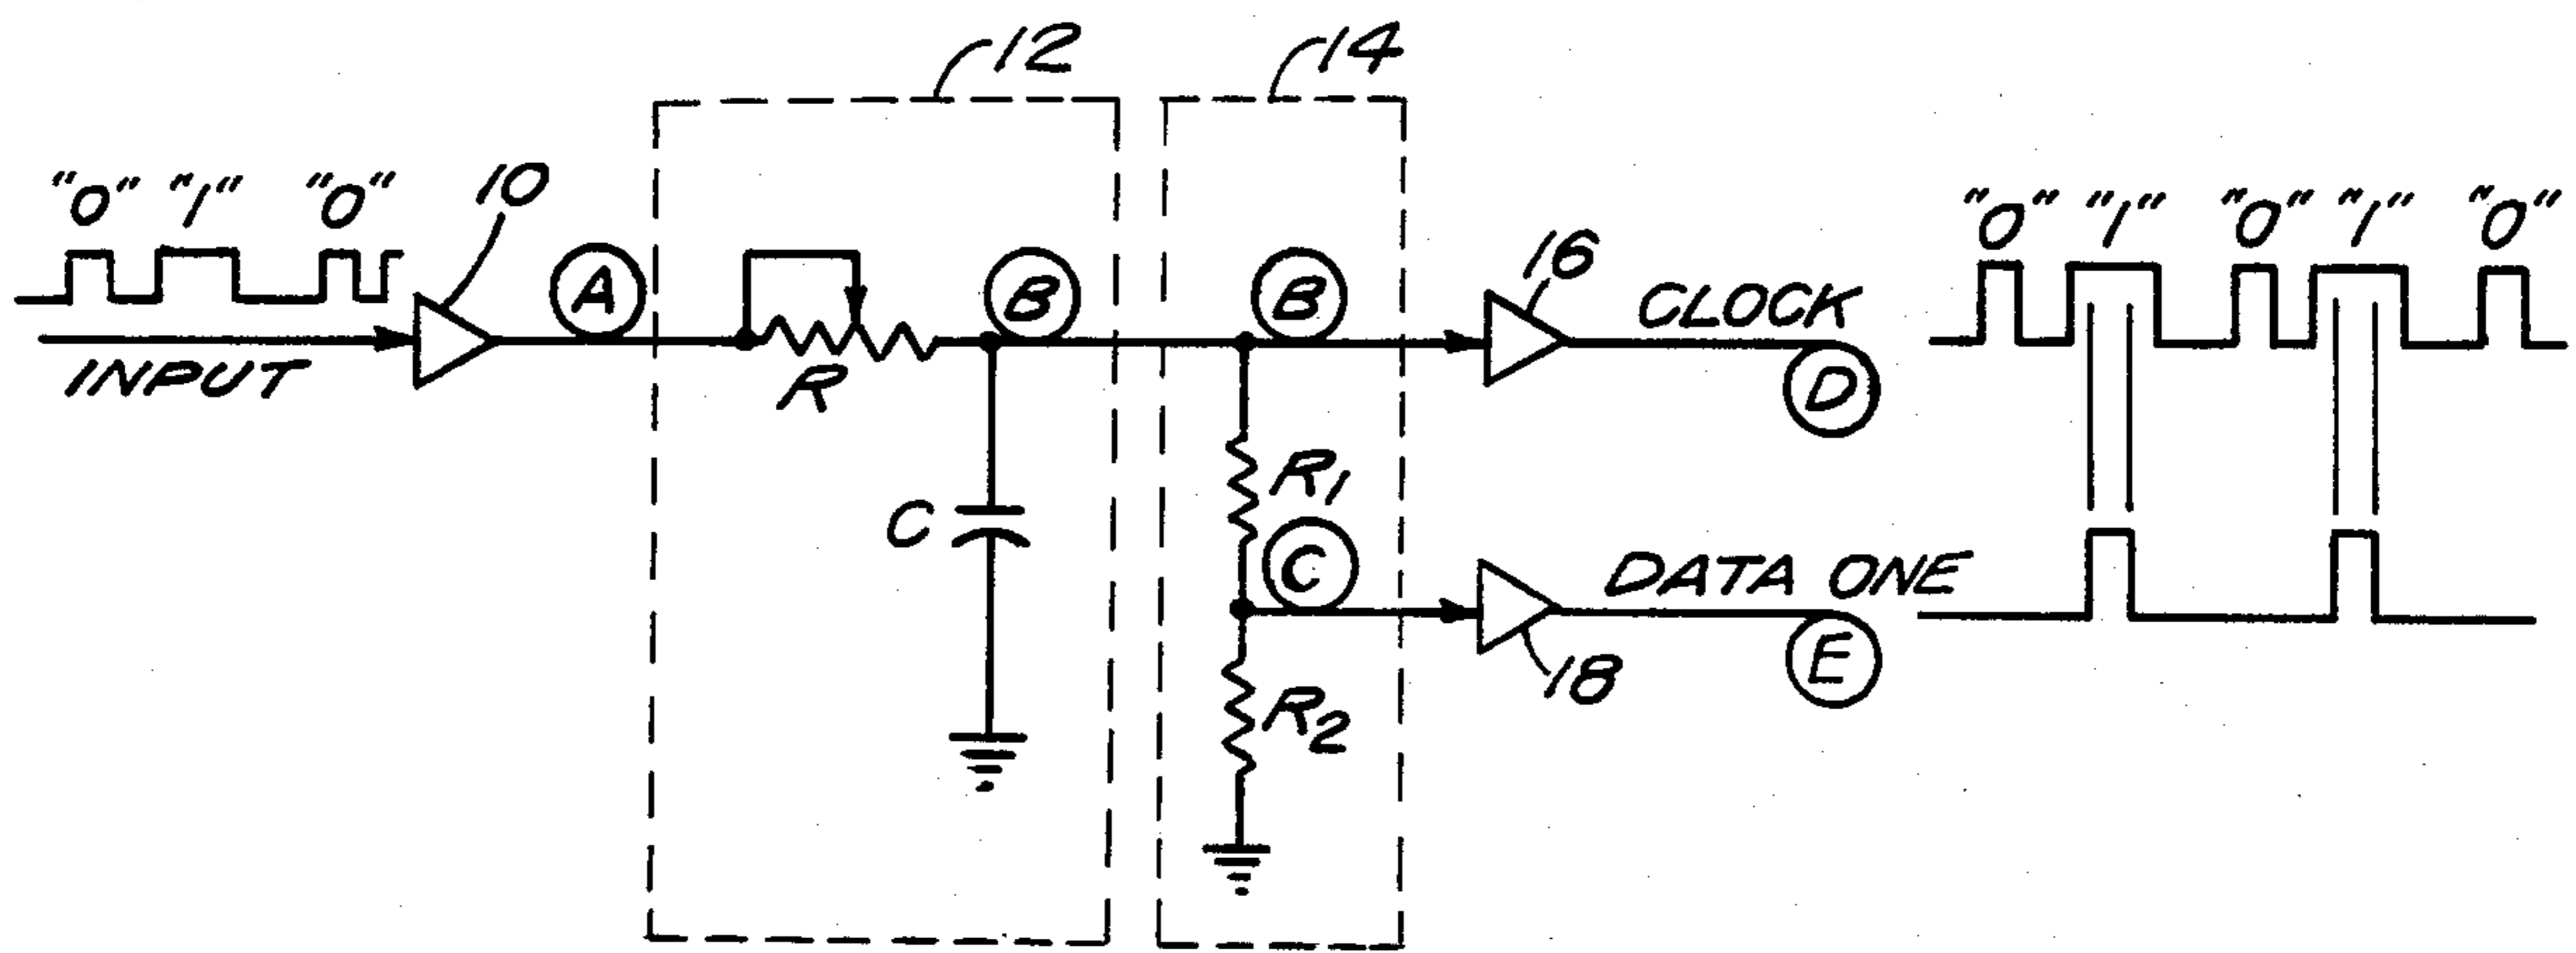 12
14
"0" "1" "0"
10
A
B
B
16
CLOCK
D
"0" "1" "0" "1" "0"
INPUT
R
R1
C
C
DATA ONE
E
18
R2